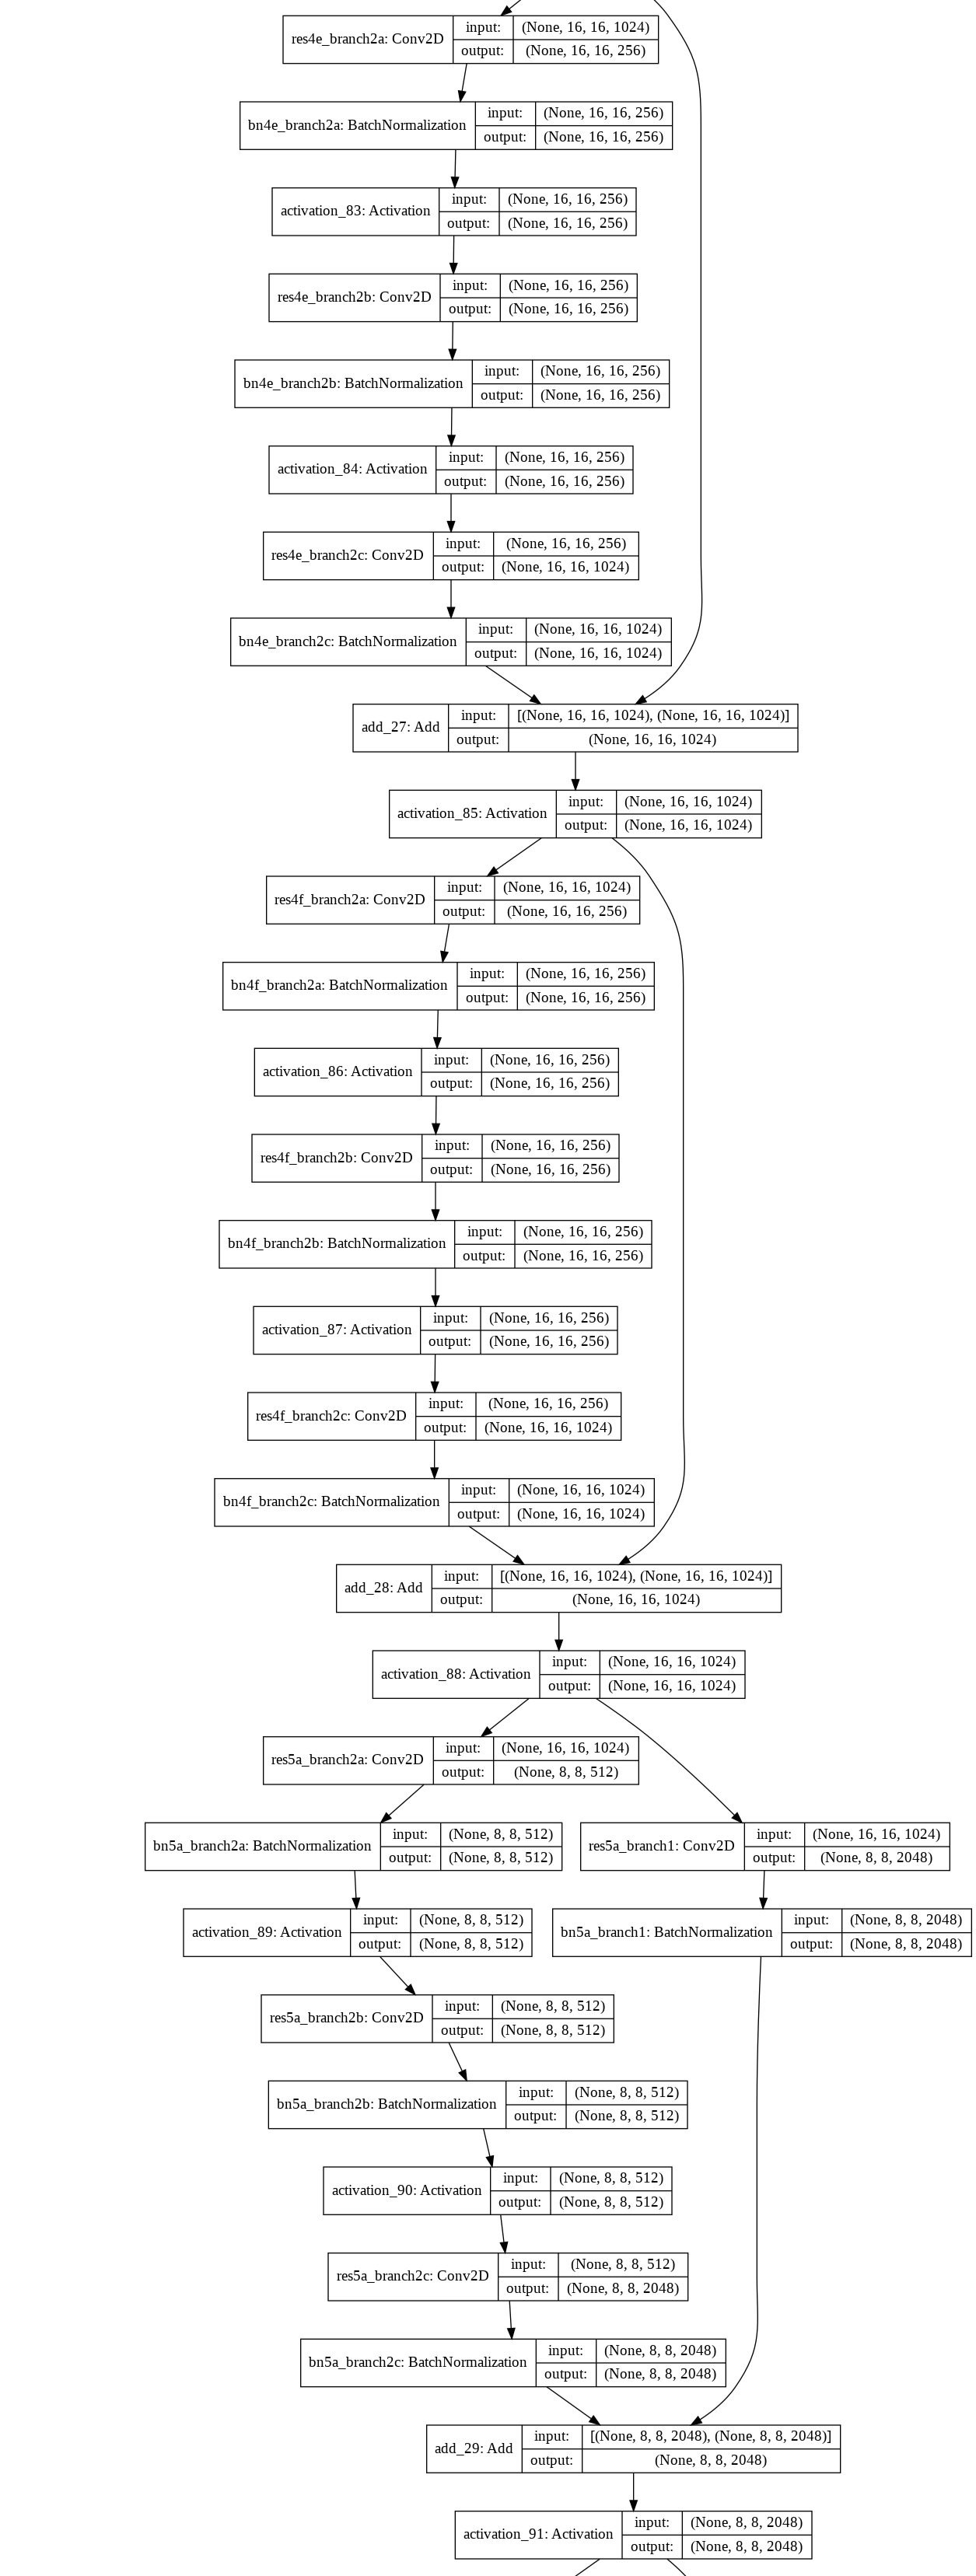 res4e_branch2a: Conv2D input: (None, 16, 16, 1024)
output: (None, 16, 16, 256)
bn4e_branch2a: BatchNormalization input: (None, 16, 16, 256)
output: (None, 16, 16, 256)
activation_83: Activation input: (None, 16, 16, 256)
output: (None, 16, 16, 256)
res4e_branch2b: Conv2D input: (None, 16, 16, 256)
output: (None, 16, 16, 256)
bn4e_branch2b: BatchNormalization input: (None, 16, 16, 256)
output: (None, 16, 16, 256)
activation_84: Activation input: (None, 16, 16, 256)
output: (None, 16, 16, 256)
res4e_branch2c: Conv2D input: (None, 16, 16, 256)
output: (None, 16, 16, 1024)
bn4e_branch2c: BatchNormalization input: (None, 16, 16, 1024)
output: (None, 16, 16, 1024)
add_27: Add input: [(None, 16, 16, 1024), (None, 16, 16, 1024)]
output: (None, 16, 16, 1024)
activation_85: Activation input: (None, 16, 16, 1024)
output: (None, 16, 16, 1024)
res4f_branch2a: Conv2D input: (None, 16, 16, 1024)
output: (None, 16, 16, 256)
bn4f_branch2a: BatchNormalization input: (None, 16, 16, 256)
output: (None, 16, 16, 256)
activation_86: Activation input: (None, 16, 16, 256)
output: (None, 16, 16, 256)
res4f_branch2b: Conv2D input: (None, 16, 16, 256)
output: (None, 16, 16, 256)
bn4f_branch2b: BatchNormalization input: (None, 16, 16, 256)
output: (None, 16, 16, 256)
activation_87: Activation input: (None, 16, 16, 256)
output: (None, 16, 16, 256)
res4f_branch2c: Conv2D input: (None, 16, 16, 256)
output: (None, 16, 16, 1024)
bn4f_branch2c: BatchNormalization input: (None, 16, 16, 1024)
output: (None, 16, 16, 1024)
add_28: Add input: [(None, 16, 16, 1024), (None, 16, 16, 1024)]
output: (None, 16, 16, 1024)
activation_88: Activation input: (None, 16, 16, 1024)
output: (None, 16, 16, 1024)
res5a_branch2a: Conv2D input: (None, 16, 16, 1024)
output: (None, 8, 8, 512)
bn5a_branch2a: BatchNormalization input: (None, 8, 8, 512)
output: (None, 8, 8, 512)
res5a_branch1: Conv2D input: (None, 16, 16, 1024)
output: (None, 8, 8, 2048)
activation_89: Activation input: (None, 8, 8, 512)
output: (None, 8, 8, 512)
bn5a_branch1: BatchNormalization input: (None, 8, 8, 2048)
output: (None, 8, 8, 2048)
res5a_branch2b: Conv2D input: (None, 8, 8, 512)
output: (None, 8, 8, 512)
bn5a_branch2b: BatchNormalization input: (None, 8, 8, 512)
output: (None, 8, 8, 512)
activation_90: Activation input: (None, 8, 8, 512)
output: (None, 8, 8, 512)
res5a_branch2c: Conv2D input: (None, 8, 8, 512)
output: (None, 8, 8, 2048)
bn5a_branch2c: BatchNormalization input: (None, 8, 8, 2048)
output: (None, 8, 8, 2048)
add_29: Add input: [(None, 8, 8, 2048), (None, 8, 8, 2048)]
output: (None, 8, 8, 2048)
activation_91: Activation input: (None, 8, 8, 2048)
output: (None, 8, 8, 2048)